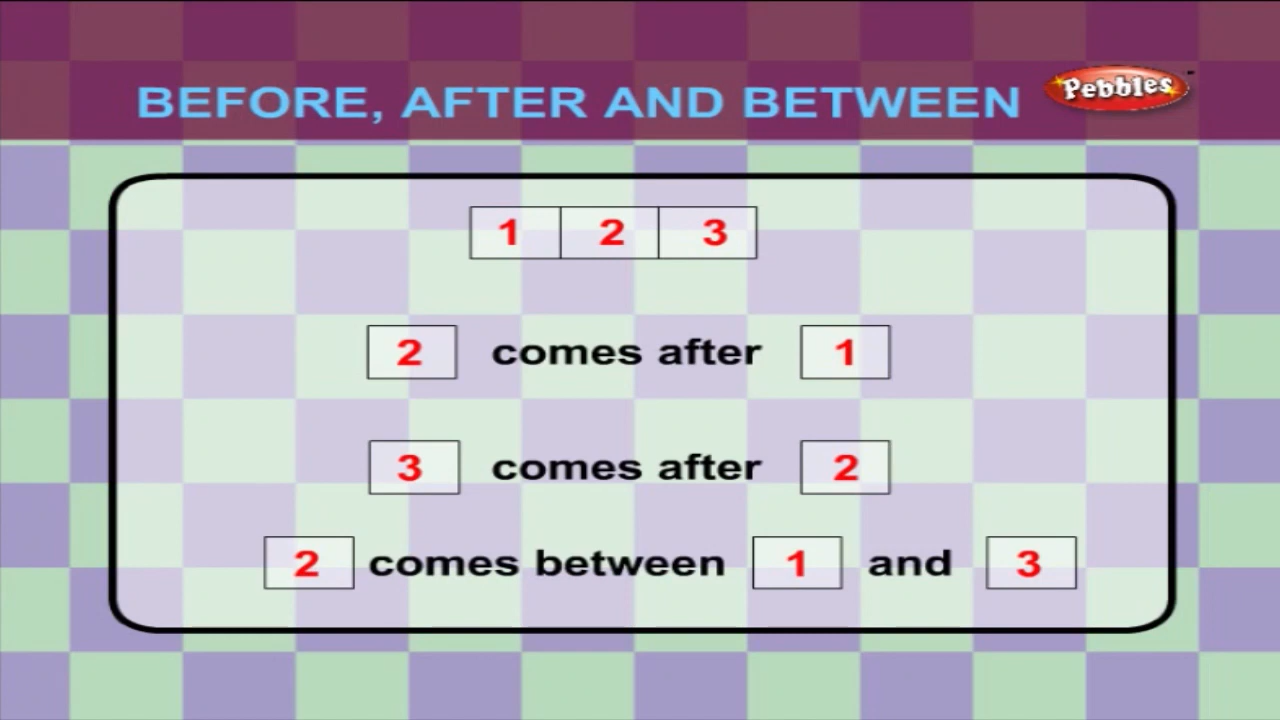 BEFORE, AFTER AND BETWEEN
Pebbles
1 2 3
2 comes after 1
3 comes after 2
2 comes between 1 and 3